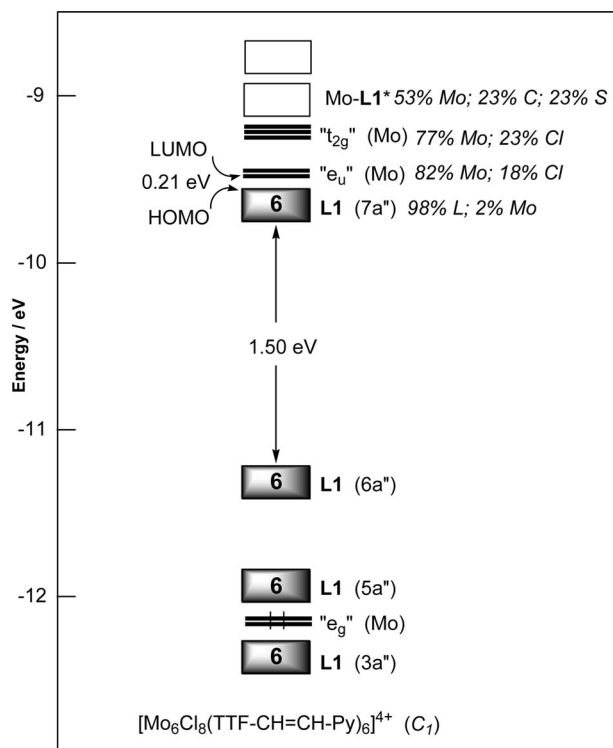 -9
Mo-L1* 53% Mo; 23% C; 23% S
"t2g" (Mo) 77% Mo; 23% Cl
LUMO
"eu" (Mo) 82% Mo; 18% Cl
0.21 eV
6
L1 (7a") 98% L; 2% Mo
HOMO
-10
Energy / eV
1.50 eV
-11
6 L1 (6a")
6 L1 (5a")
-12
"eg" (Mo)
6 L1 (3a")
[Mo6Cl8(TTF-CH=CH-Py)6]4+ (C1)